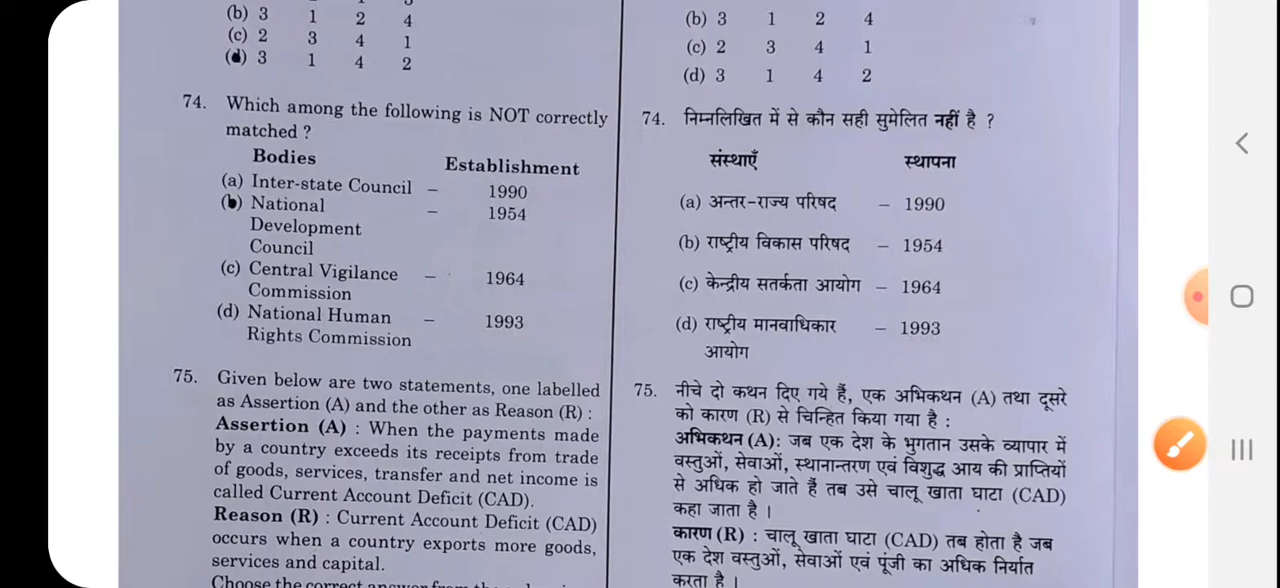 (b) 3 1 2 4
(c) 2 3 4 1
(d) 3 1 4 2
74. Which among the following is NOT correctly
matched ?
Bodies Establishment
(a) Inter-state Council – 1990
(b) National – 1954
Development
Council
(c) Central Vigilance – 1964
Commission
(d) National Human – 1993
Rights Commission
75. Given below are two statements, one labelled
as Assertion (A) and the other as Reason (R) :
Assertion (A) : When the payments made
by a country exceeds its receipts from trade
of goods, services, transfer and net income is
called Current Account Deficit (CAD).
Reason (R) : Current Account Deficit (CAD)
occurs when a country exports more goods,
services and capital.
Choose the correct answer from the
(b) 3 1 2 4
(c) 2 3 4 1
(d) 3 1 4 2
74. निम्नलिखित में से कौन सही सुमेलित नहीं है ?
संस्थाएँ स्थापना
(a) अन्तर-राज्य परिषद – 1990
(b) राष्ट्रीय विकास परिषद – 1954
(c) केन्द्रीय सतर्कता आयोग – 1964
(d) राष्ट्रीय मानवाधिकार – 1993
आयोग
75. नीचे दो कथन दिए गये हैं, एक अभिकथन (A) तथा दूसरे
को कारण (R) से चिन्हित किया गया है :
अभिकथन (A): जब एक देश के भुगतान उसके व्यापार में
वस्तुओं, सेवाओं, स्थानान्तरण एवं विशुद्ध आय की प्राप्तियों
से अधिक हो जाते हैं तब उसे चालू खाता घाटा (CAD)
कहा जाता है ।
कारण (R) : चालू खाता घाटा (CAD) तब होता है जब
एक देश वस्तुओं, सेवाओं एवं पूंजी का अधिक निर्यात
करता है ।